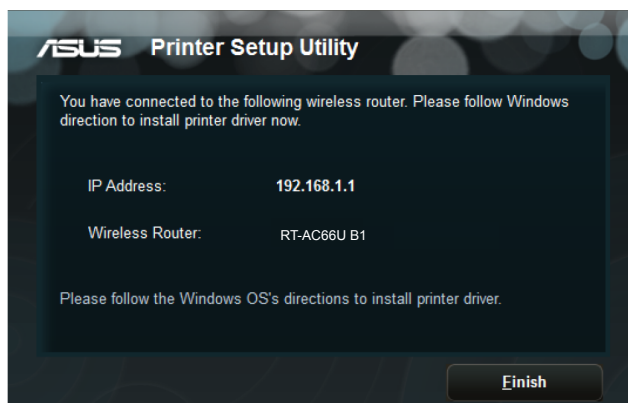 ASUS Printer Setup Utility
You have connected to the following wireless router. Please follow Windows
direction to install printer driver now.
IP Address: 192.168.1.1
Wireless Router: RT-AC66U B1
Please follow the Windows OS's directions to install printer driver.
Finish